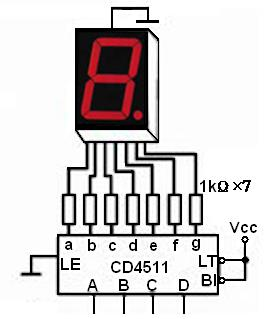 1kΩ ×7
Vcc
a b c d e f g
LE CD4511 LT
BI
A B C D